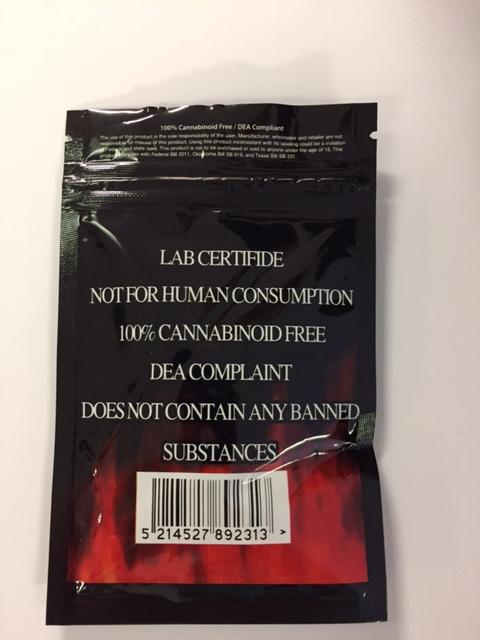 100% Cannabinoid Free / DEA Compliant
The use of this product is the sole responsibility of the user. Manufacturer, wholesaler and retailer are not
responsible for misuse of this product. Using this product inconsistent with its labeling could be a violation
of federal and state laws. This product is not to be purchased or sold to anyone under the age of 18. This
product complies with Federal Bill 2011, Oklahoma Bill SB 919, and Texas Bill SB 331.
LAB CERTIFIDE
NOT FOR HUMAN CONSUMPTION
100% CANNABINOID FREE
DEA COMPLAINT
DOES NOT CONTAIN ANY BANNED
SUBSTANCES
5 214527 892313 >